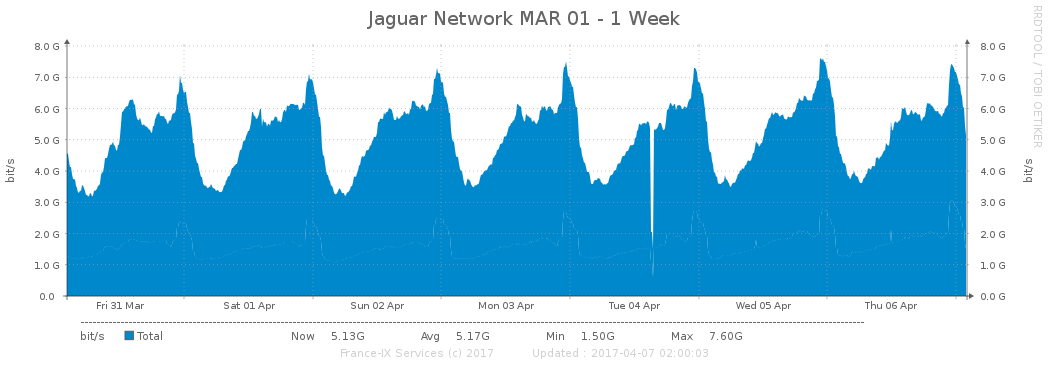 Jaguar Network MAR 01 - 1 Week
RRDTOOL / TOBI OETIKER
8.0 G 8.0 G
7.0 G 7.0 G
6.0 G 6.0 G
5.0 G 5.0 G
4.0 G 4.0 G
3.0 G 3.0 G
2.0 G 2.0 G
1.0 G 1.0 G
0.0 0.0 G
bit/s
bit/s
Fri 31 Mar Sat 01 Apr Sun 02 Apr Mon 03 Apr Tue 04 Apr Wed 05 Apr Thu 06 Apr
bit/s Total Now 5.13G Avg 5.17G Min 1.50G Max 7.60G
France-IX Services (c) 2017 Updated : 2017-04-07 02:00:03